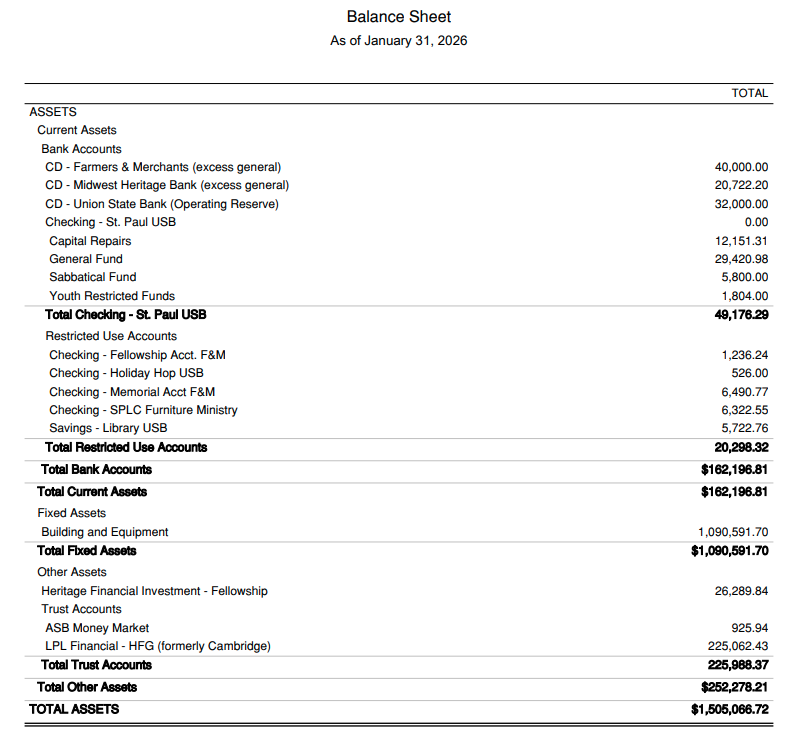 Balance Sheet
As of January 31, 2026
TOTAL
ASSETS
Current Assets
Bank Accounts
CD - Farmers & Merchants (excess general) 40,000.00
CD - Midwest Heritage Bank (excess general) 20,722.20
CD - Union State Bank (Operating Reserve) 32,000.00
Checking - St. Paul USB 0.00
Capital Repairs 12,151.31
General Fund 29,420.98
Sabbatical Fund 5,800.00
Youth Restricted Funds 1,804.00
Total Checking - St. Paul USB 49,176.29
Restricted Use Accounts
Checking - Fellowship Acct. F&M 1,236.24
Checking - Holiday Hop USB 526.00
Checking - Memorial Acct F&M 6,490.77
Checking - SPLC Furniture Ministry 6,322.55
Savings - Library USB 5,722.76
Total Restricted Use Accounts 20,298.32
Total Bank Accounts $162,196.81
Total Current Assets $162,196.81
Fixed Assets
Building and Equipment 1,090,591.70
Total Fixed Assets $1,090,591.70
Other Assets
Heritage Financial Investment - Fellowship 26,289.84
Trust Accounts
ASB Money Market 925.94
LPL Financial - HFG (formerly Cambridge) 225,062.43
Total Trust Accounts 225,988.37
Total Other Assets $252,278.21
TOTAL ASSETS $1,505,066.72